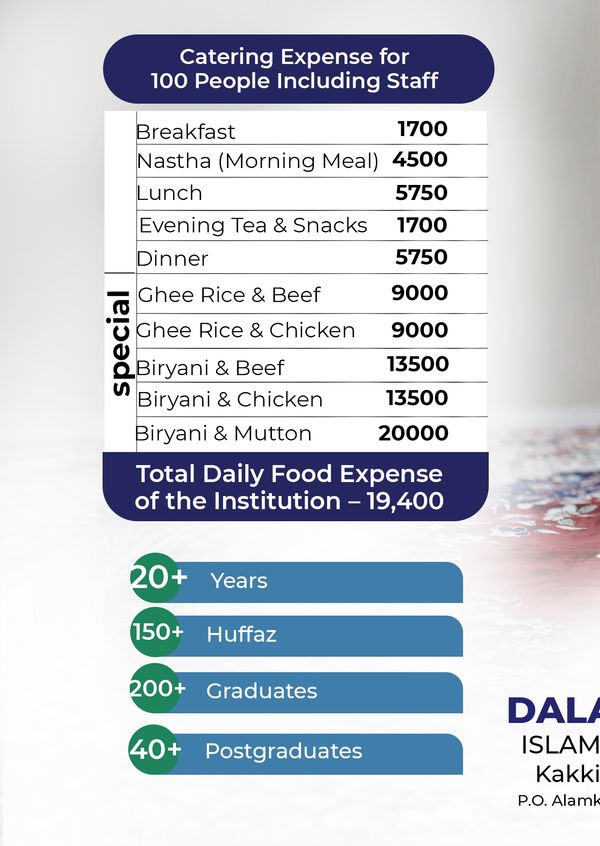 Catering Expense for
100 People Including Staff
Breakfast 1700
Nastha (Morning Meal) 4500
Lunch 5750
Evening Tea & Snacks 1700
Dinner 5750
special
Ghee Rice & Beef 9000
Ghee Rice & Chicken 9000
Biryani & Beef 13500
Biryani & Chicken 13500
Biryani & Mutton 20000
Total Daily Food Expense
of the Institution – 19,400
20+ Years
150+ Huffaz
200+ Graduates
40+ Postgraduates
DALA
ISLAM
Kakki
P.O. Alamk